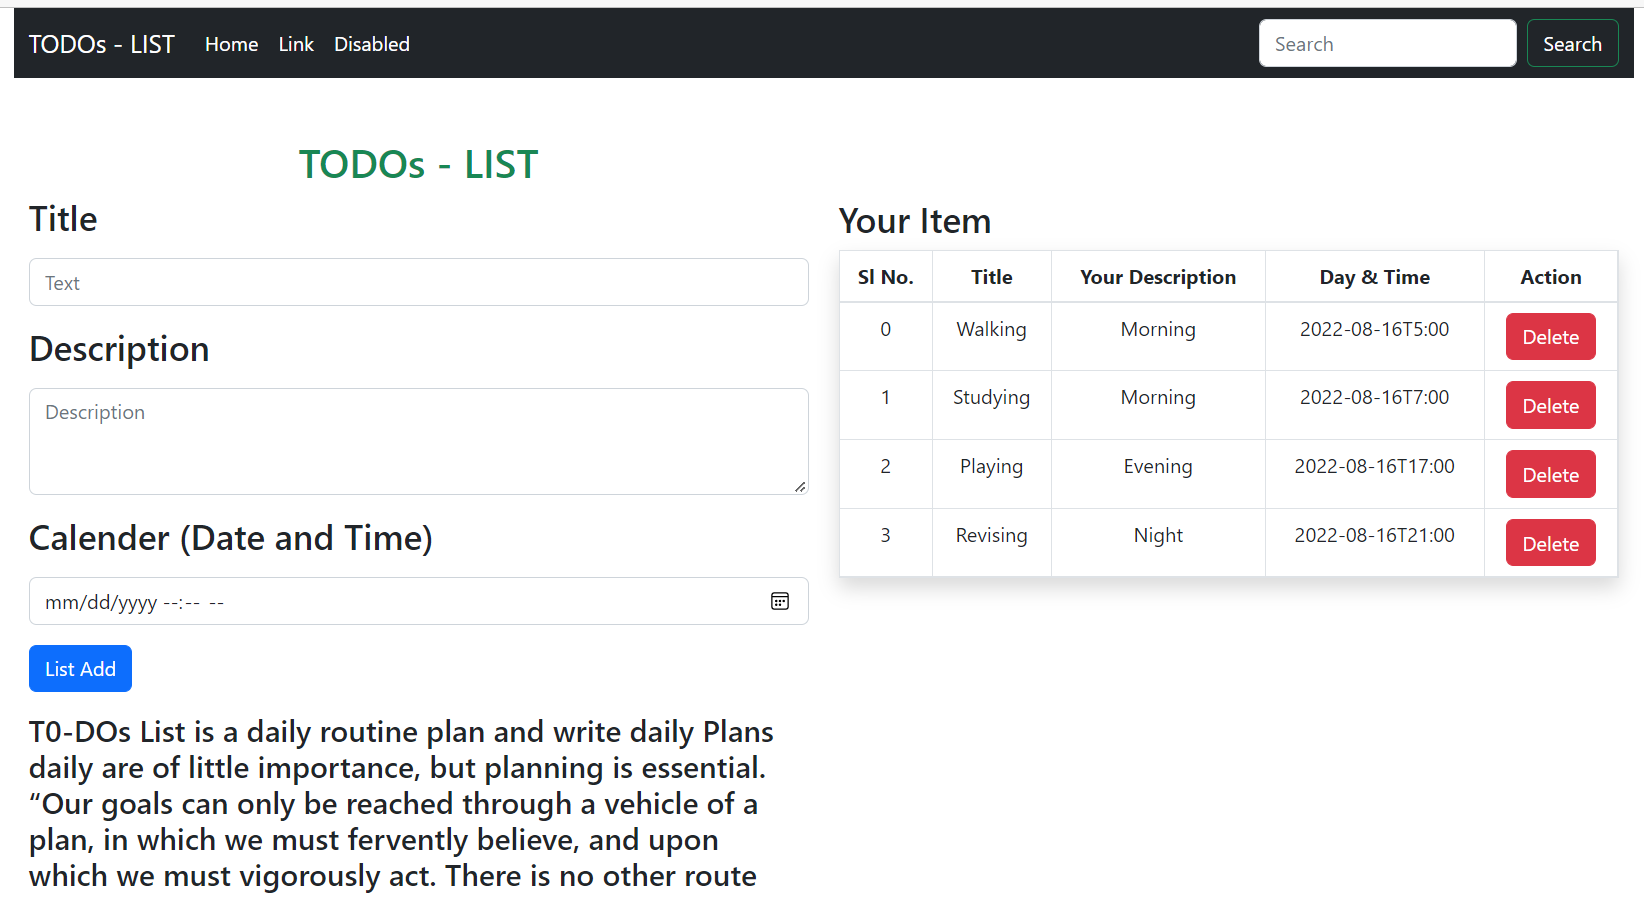 TODOs - LIST Home Link Disabled Search Search
TODOs - LIST
Title
Text
Description
Description
Calender (Date and Time)
mm/dd/yyyy --:-- --
List Add
T0-DOs List is a daily routine plan and write daily Plans
daily are of little importance, but planning is essential.
“Our goals can only be reached through a vehicle of a
plan, in which we must fervently believe, and upon
which we must vigorously act. There is no other route
Your Item
Sl No. Title Your Description Day & Time Action
0 Walking Morning 2022-08-16T5:00 Delete
1 Studying Morning 2022-08-16T7:00 Delete
2 Playing Evening 2022-08-16T17:00 Delete
3 Revising Night 2022-08-16T21:00 Delete